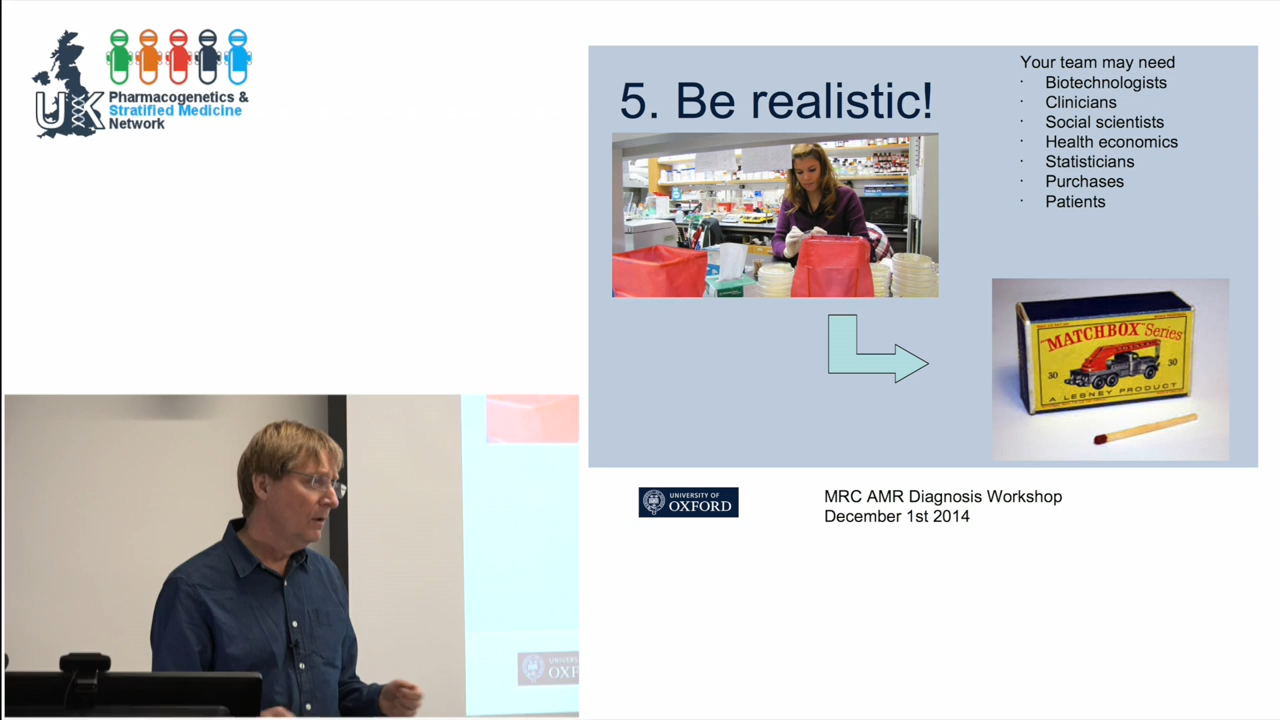 UK
Pharmacogenetics &
Stratified Medicine
Network
5. Be realistic!
Your team may need
· Biotechnologists
· Clinicians
· Social scientists
· Health economics
· Statisticians
· Purchases
· Patients
"MATCHBOX" Series
30
30
A LESNEY PRODUCT
UNIVERSITY OF
OXFORD
MRC AMR Diagnosis Workshop
December 1st 2014